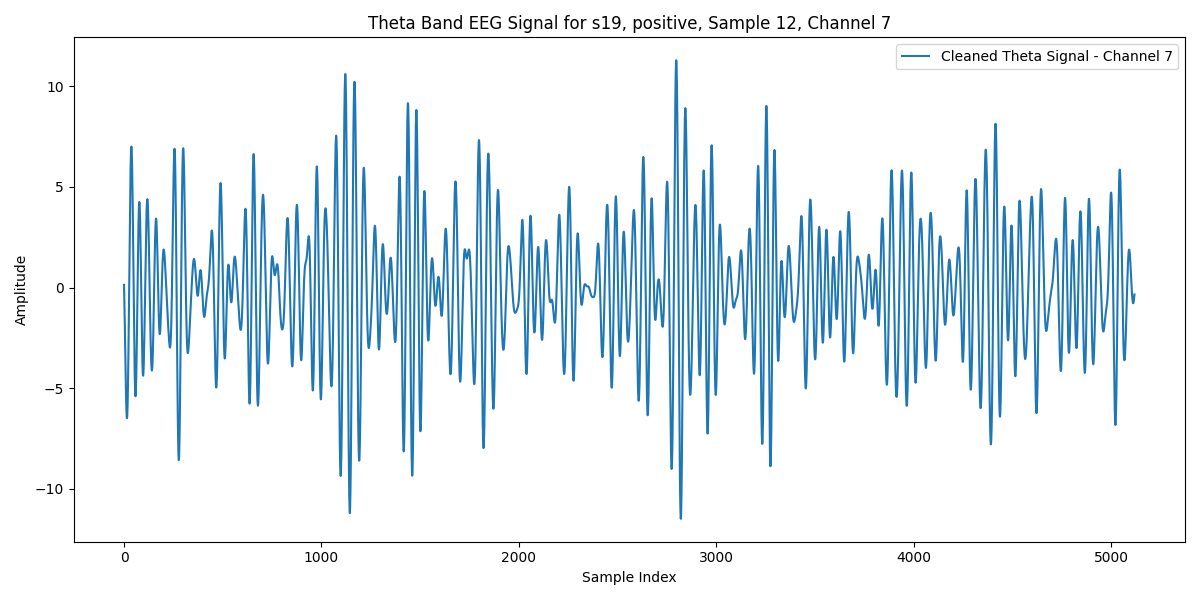 Theta Band EEG Signal for s19, positive, Sample 12, Channel 7
Cleaned Theta Signal - Channel 7
Amplitude
10
5
0
−5
−10
0 1000 2000 3000 4000 5000
Sample Index